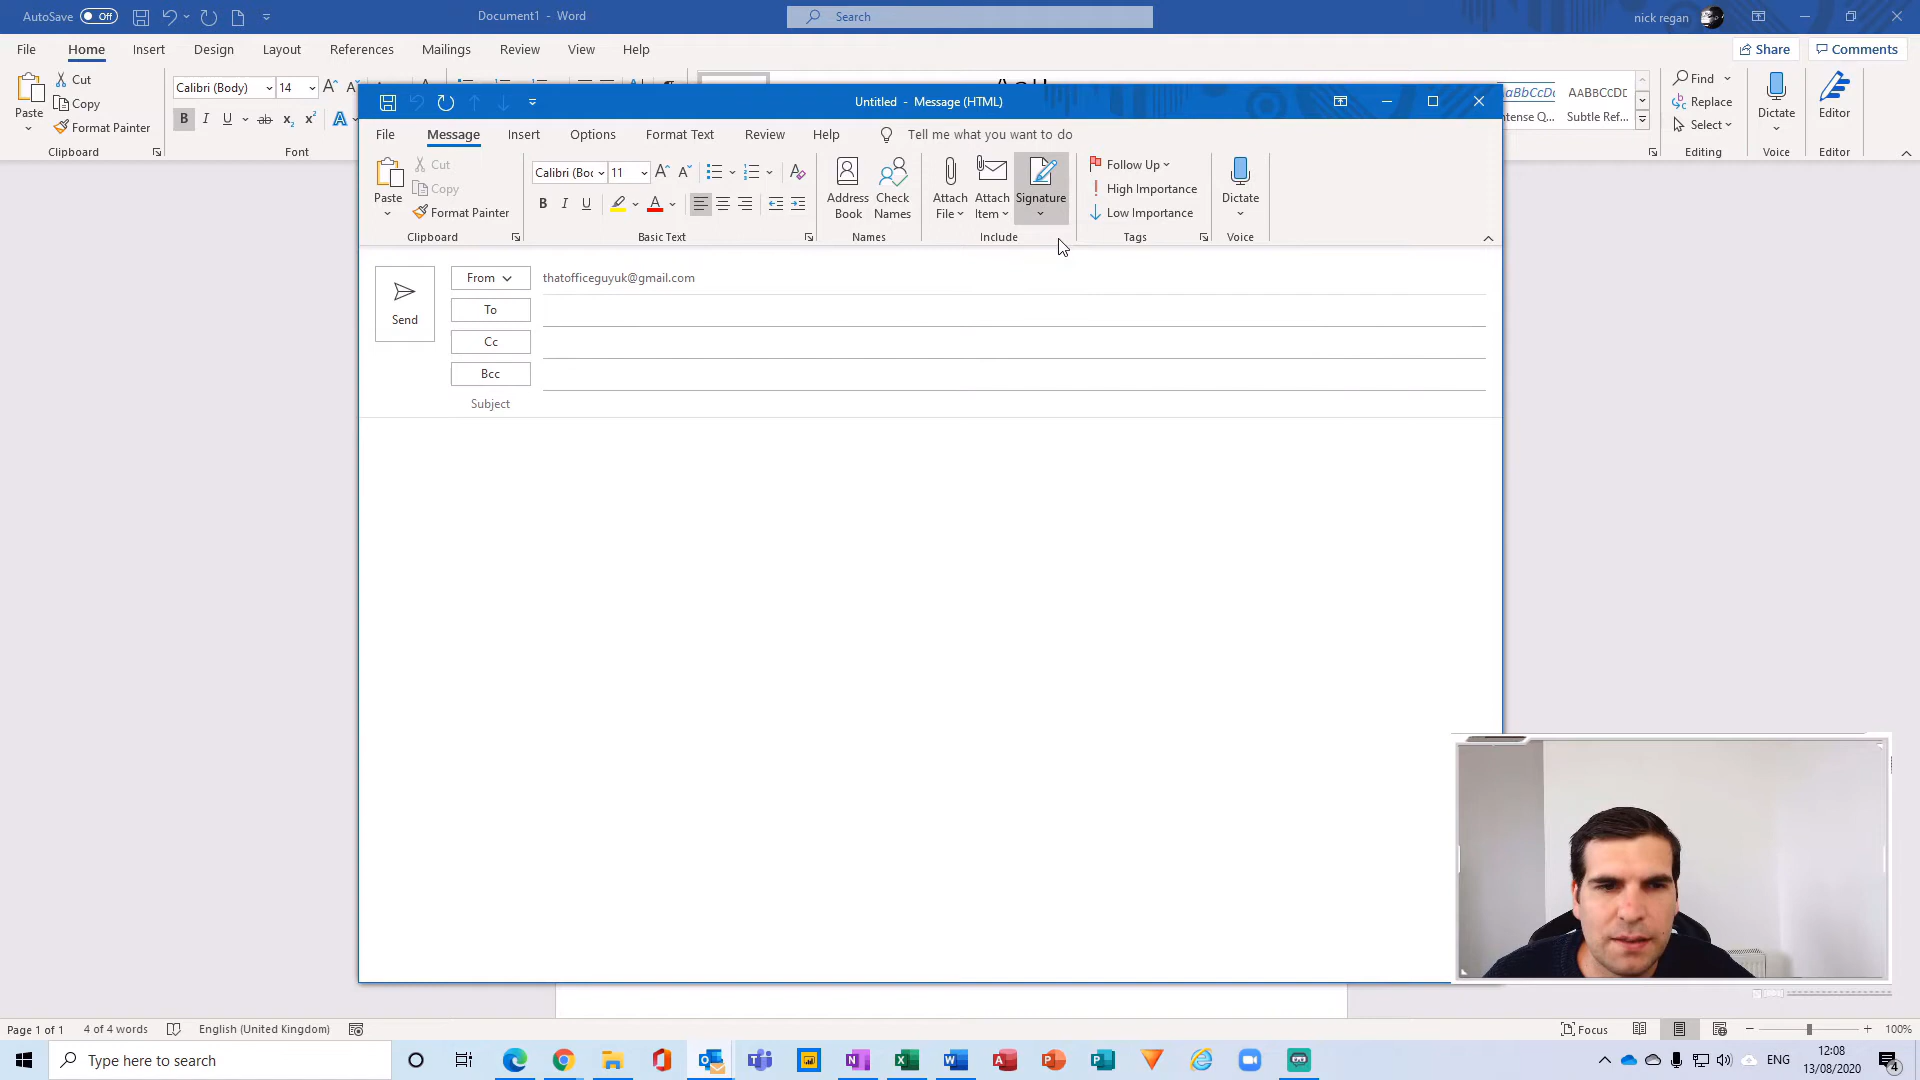 AutoSave Off Document1 - Word Search nick regan
File Home Insert Design Layout References Mailings Review View Help Share Comments
Paste Cut Copy Format Painter Clipboard
Calibri (Body) 14 Font
Untitled - Message (HTML)
File Message Insert Options Format Text Review Help Tell me what you want to do
Paste Cut Copy Format Painter Clipboard
Calibri (Boc 11 Basic Text
Address Book Check Names Names
Attach File Attach Item Signature Include
Follow Up High Importance Low Importance Tags
Dictate Voice
AaBbCcDc AABBCCDE
ntense Q... Subtle Ref...
Find Replace Select Editing
Dictate Voice
Editor Editor
Send
From thatofficeguyuk@gmail.com
To
Cc
Bcc
Subject
Page 1 of 1 4 of 4 words English (United Kingdom) Focus 100%
Type here to search ENG 12:08 13/08/2020 4